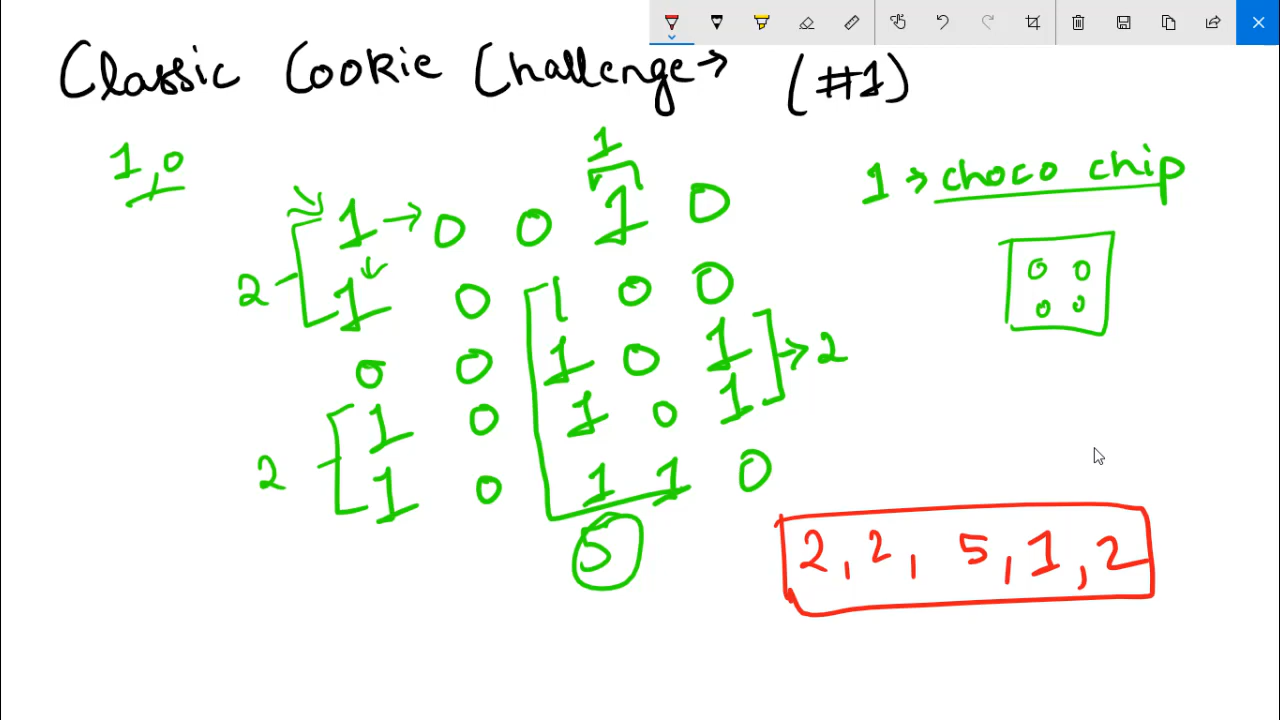 Classic Cookie Challenge → (#1)
1,0
1
1 → choco chip
1 → 0 0 1 0
2
1 0 1 0 0
0 0 1 0 1
→ 2
1 0 1 0 1
2
1 0 1 1 0
5
2, 2, 5, 1, 2